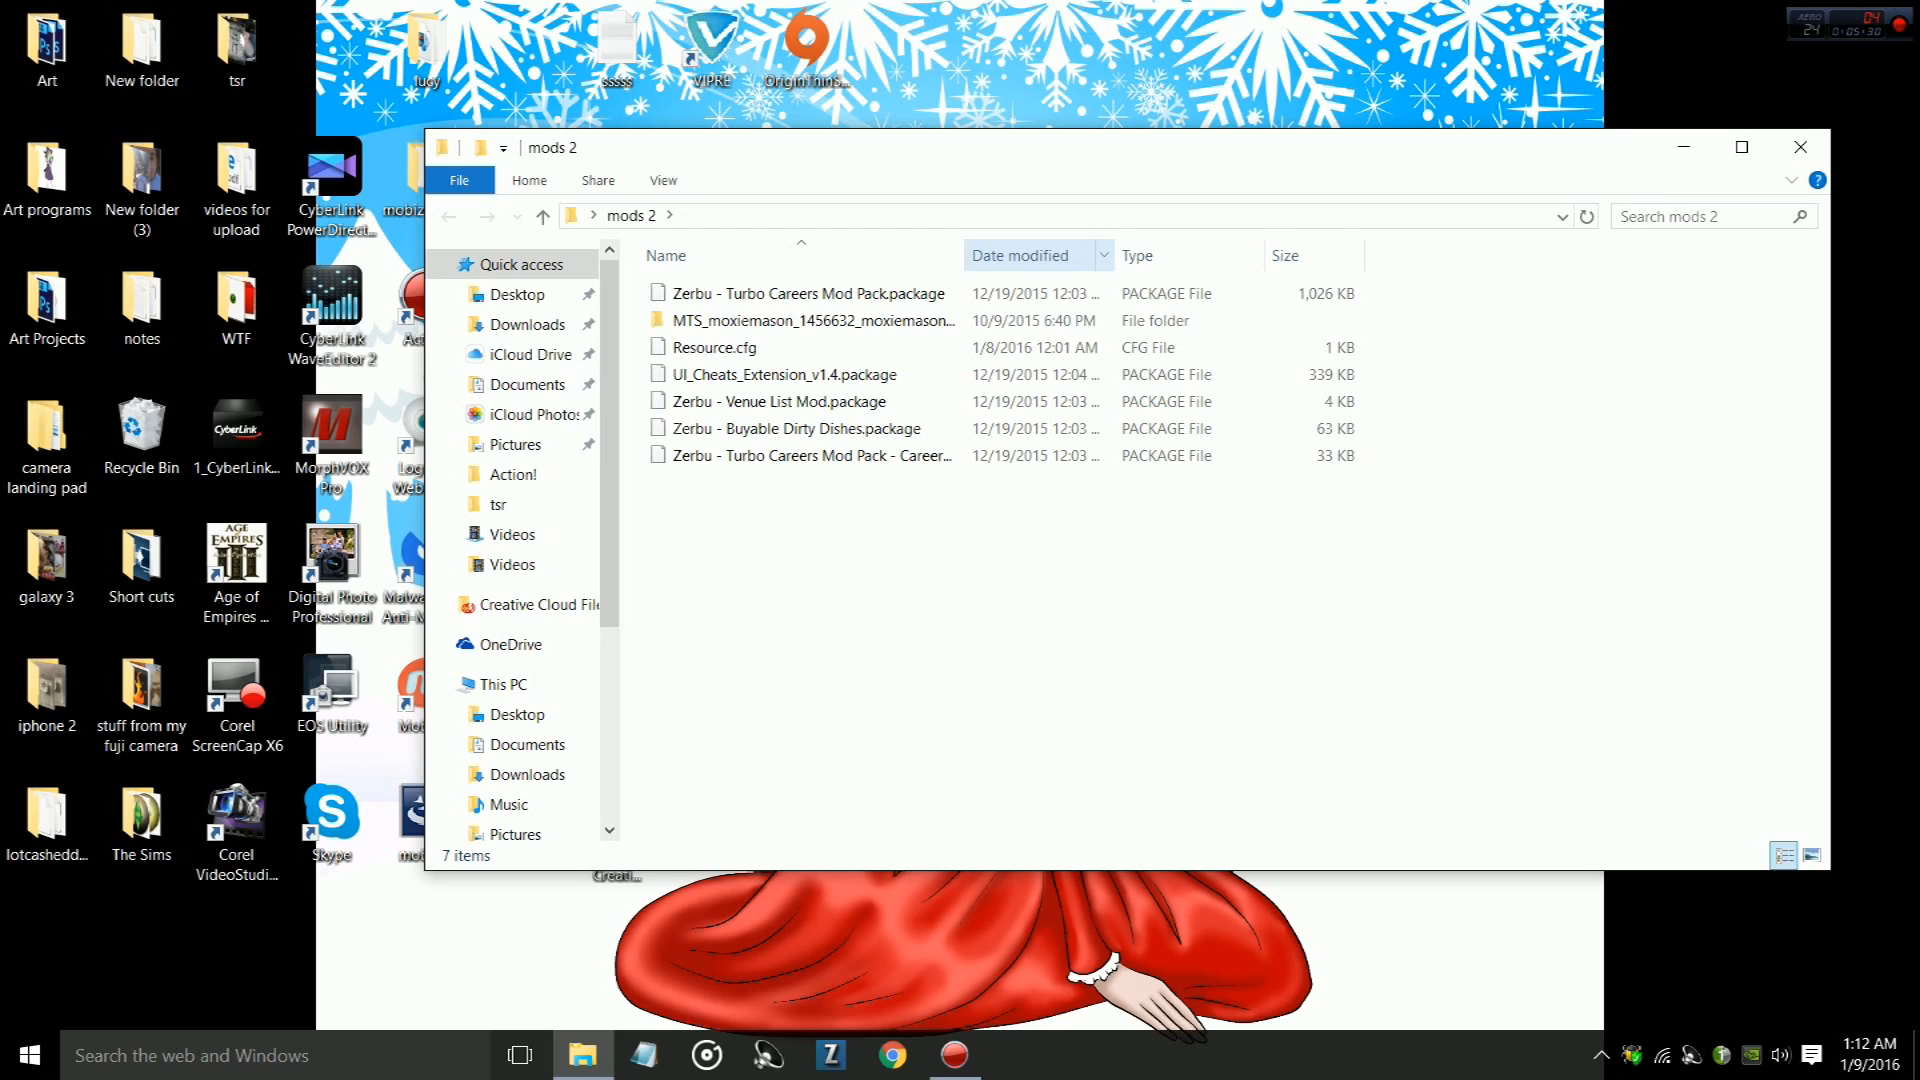 Art
New folder
tsr
lucy
sssss
VIPRE
OriginThinS...
AERO
24
04
0:05:30
Art programs
New folder
(3)
videos for
upload
CyberLink
PowerDirect...
mobiz
Art Projects
notes
WTF
CyberLink
WaveEditor 2
camera
landing pad
Recycle Bin
1_CyberLink...
MorphVOX
Pro
galaxy 3
Short cuts
Age of
Empires ...
Digital Photo
Professional
iphone 2
stuff from my
fuji camera
Corel
ScreenCap X6
EOS Utility
lotcashedd...
The Sims
Corel
VideoStudi...
Skype
Creati...
mods 2
File
Home
Share
View
mods 2
Search mods 2
Name
Date modified
Type
Size
Zerbu - Turbo Careers Mod Pack.package 12/19/2015 12:03 ... PACKAGE File 1,026 KB
MTS_moxiemason_1456632_moxiemason... 10/9/2015 6:40 PM File folder
Resource.cfg 1/8/2016 12:01 AM CFG File 1 KB
UI_Cheats_Extension_v1.4.package 12/19/2015 12:04 ... PACKAGE File 339 KB
Zerbu - Venue List Mod.package 12/19/2015 12:03 ... PACKAGE File 4 KB
Zerbu - Buyable Dirty Dishes.package 12/19/2015 12:03 ... PACKAGE File 63 KB
Zerbu - Turbo Careers Mod Pack - Career... 12/19/2015 12:03 ... PACKAGE File 33 KB
Quick access
Desktop
Downloads
iCloud Drive
Documents
iCloud Photos
Pictures
Action!
tsr
Videos
Videos
Creative Cloud File
OneDrive
This PC
Desktop
Documents
Downloads
Music
Pictures
7 items
Search the web and Windows
1:12 AM
1/9/2016